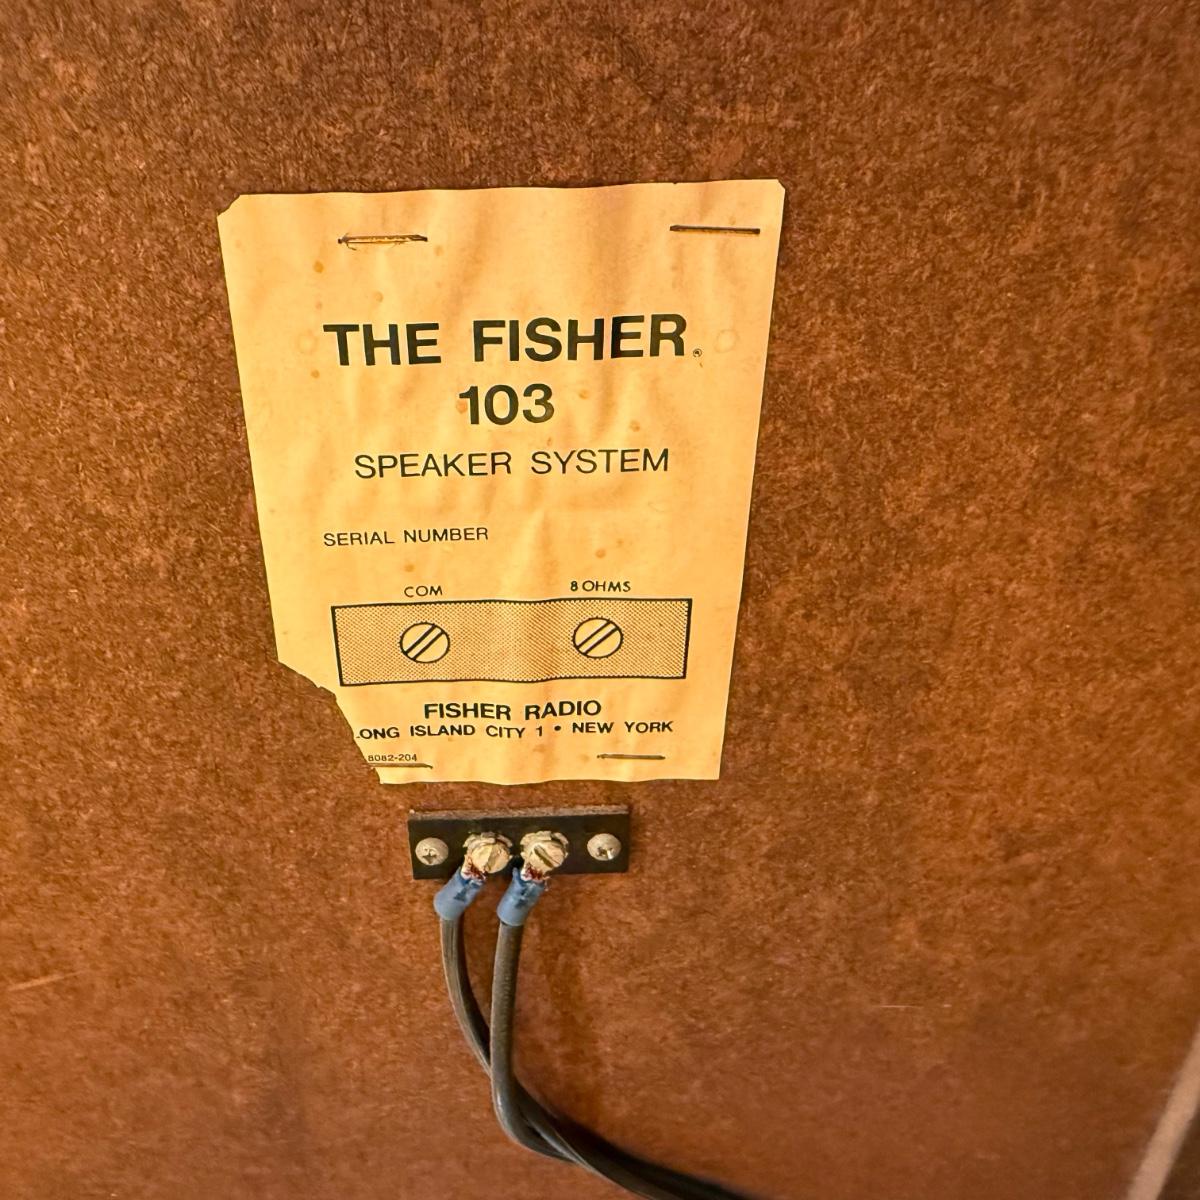 THE FISHER®
103
SPEAKER SYSTEM
SERIAL NUMBER
COM 8 OHMS
FISHER RADIO
LONG ISLAND CITY 1 • NEW YORK
8082-204